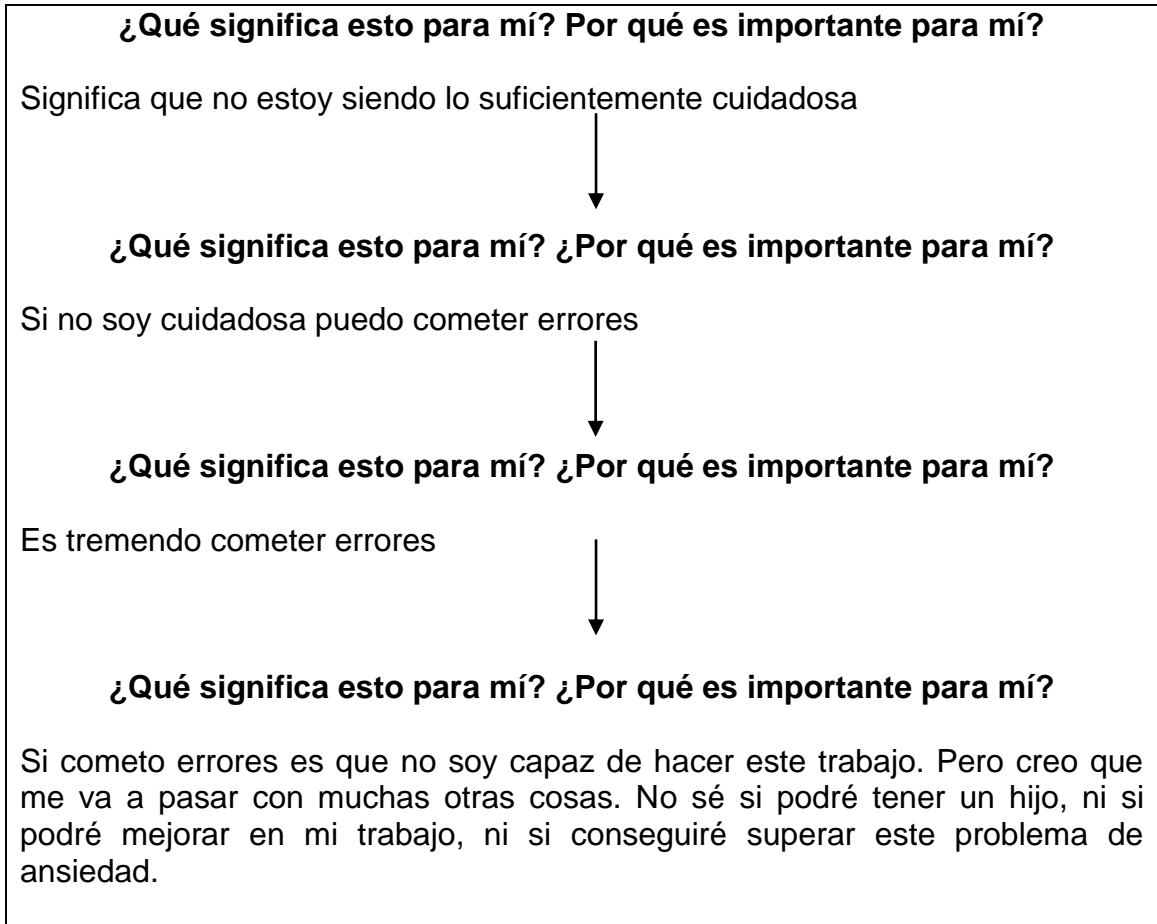 ¿Qué significa esto para mí? Por qué es importante para mí?
Significa que no estoy siendo lo suficientemente cuidadosa
¿Qué significa esto para mí? ¿Por qué es importante para mí?
Si no soy cuidadosa puedo cometer errores
¿Qué significa esto para mí? ¿Por qué es importante para mí?
Es tremendo cometer errores
¿Qué significa esto para mí? ¿Por qué es importante para mí?
Si cometo errores es que no soy capaz de hacer este trabajo. Pero creo que
me va a pasar con muchas otras cosas. No sé si podré tener un hijo, ni si
podré mejorar en mi trabajo, ni si conseguiré superar este problema de
ansiedad.